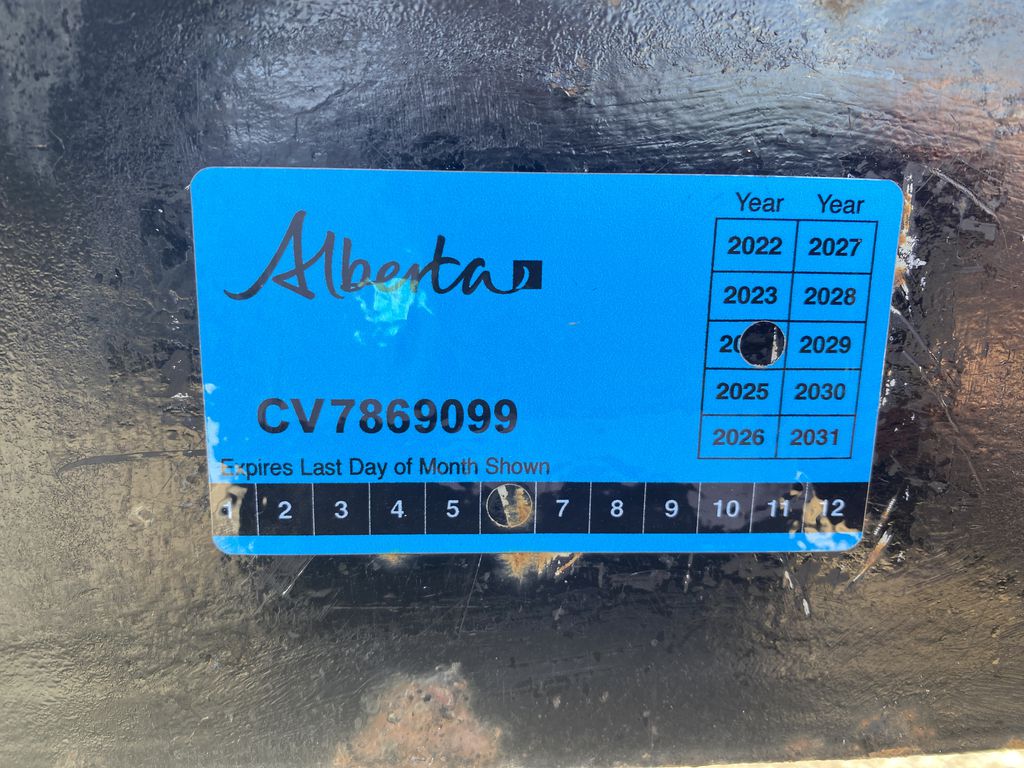 Alberta
Year Year
2022 2027
2023 2028
2029
2025 2030
2026 2031
CV7869099
Expires Last Day of Month Shown
1 2 3 4 5 7 8 9 10 11 12